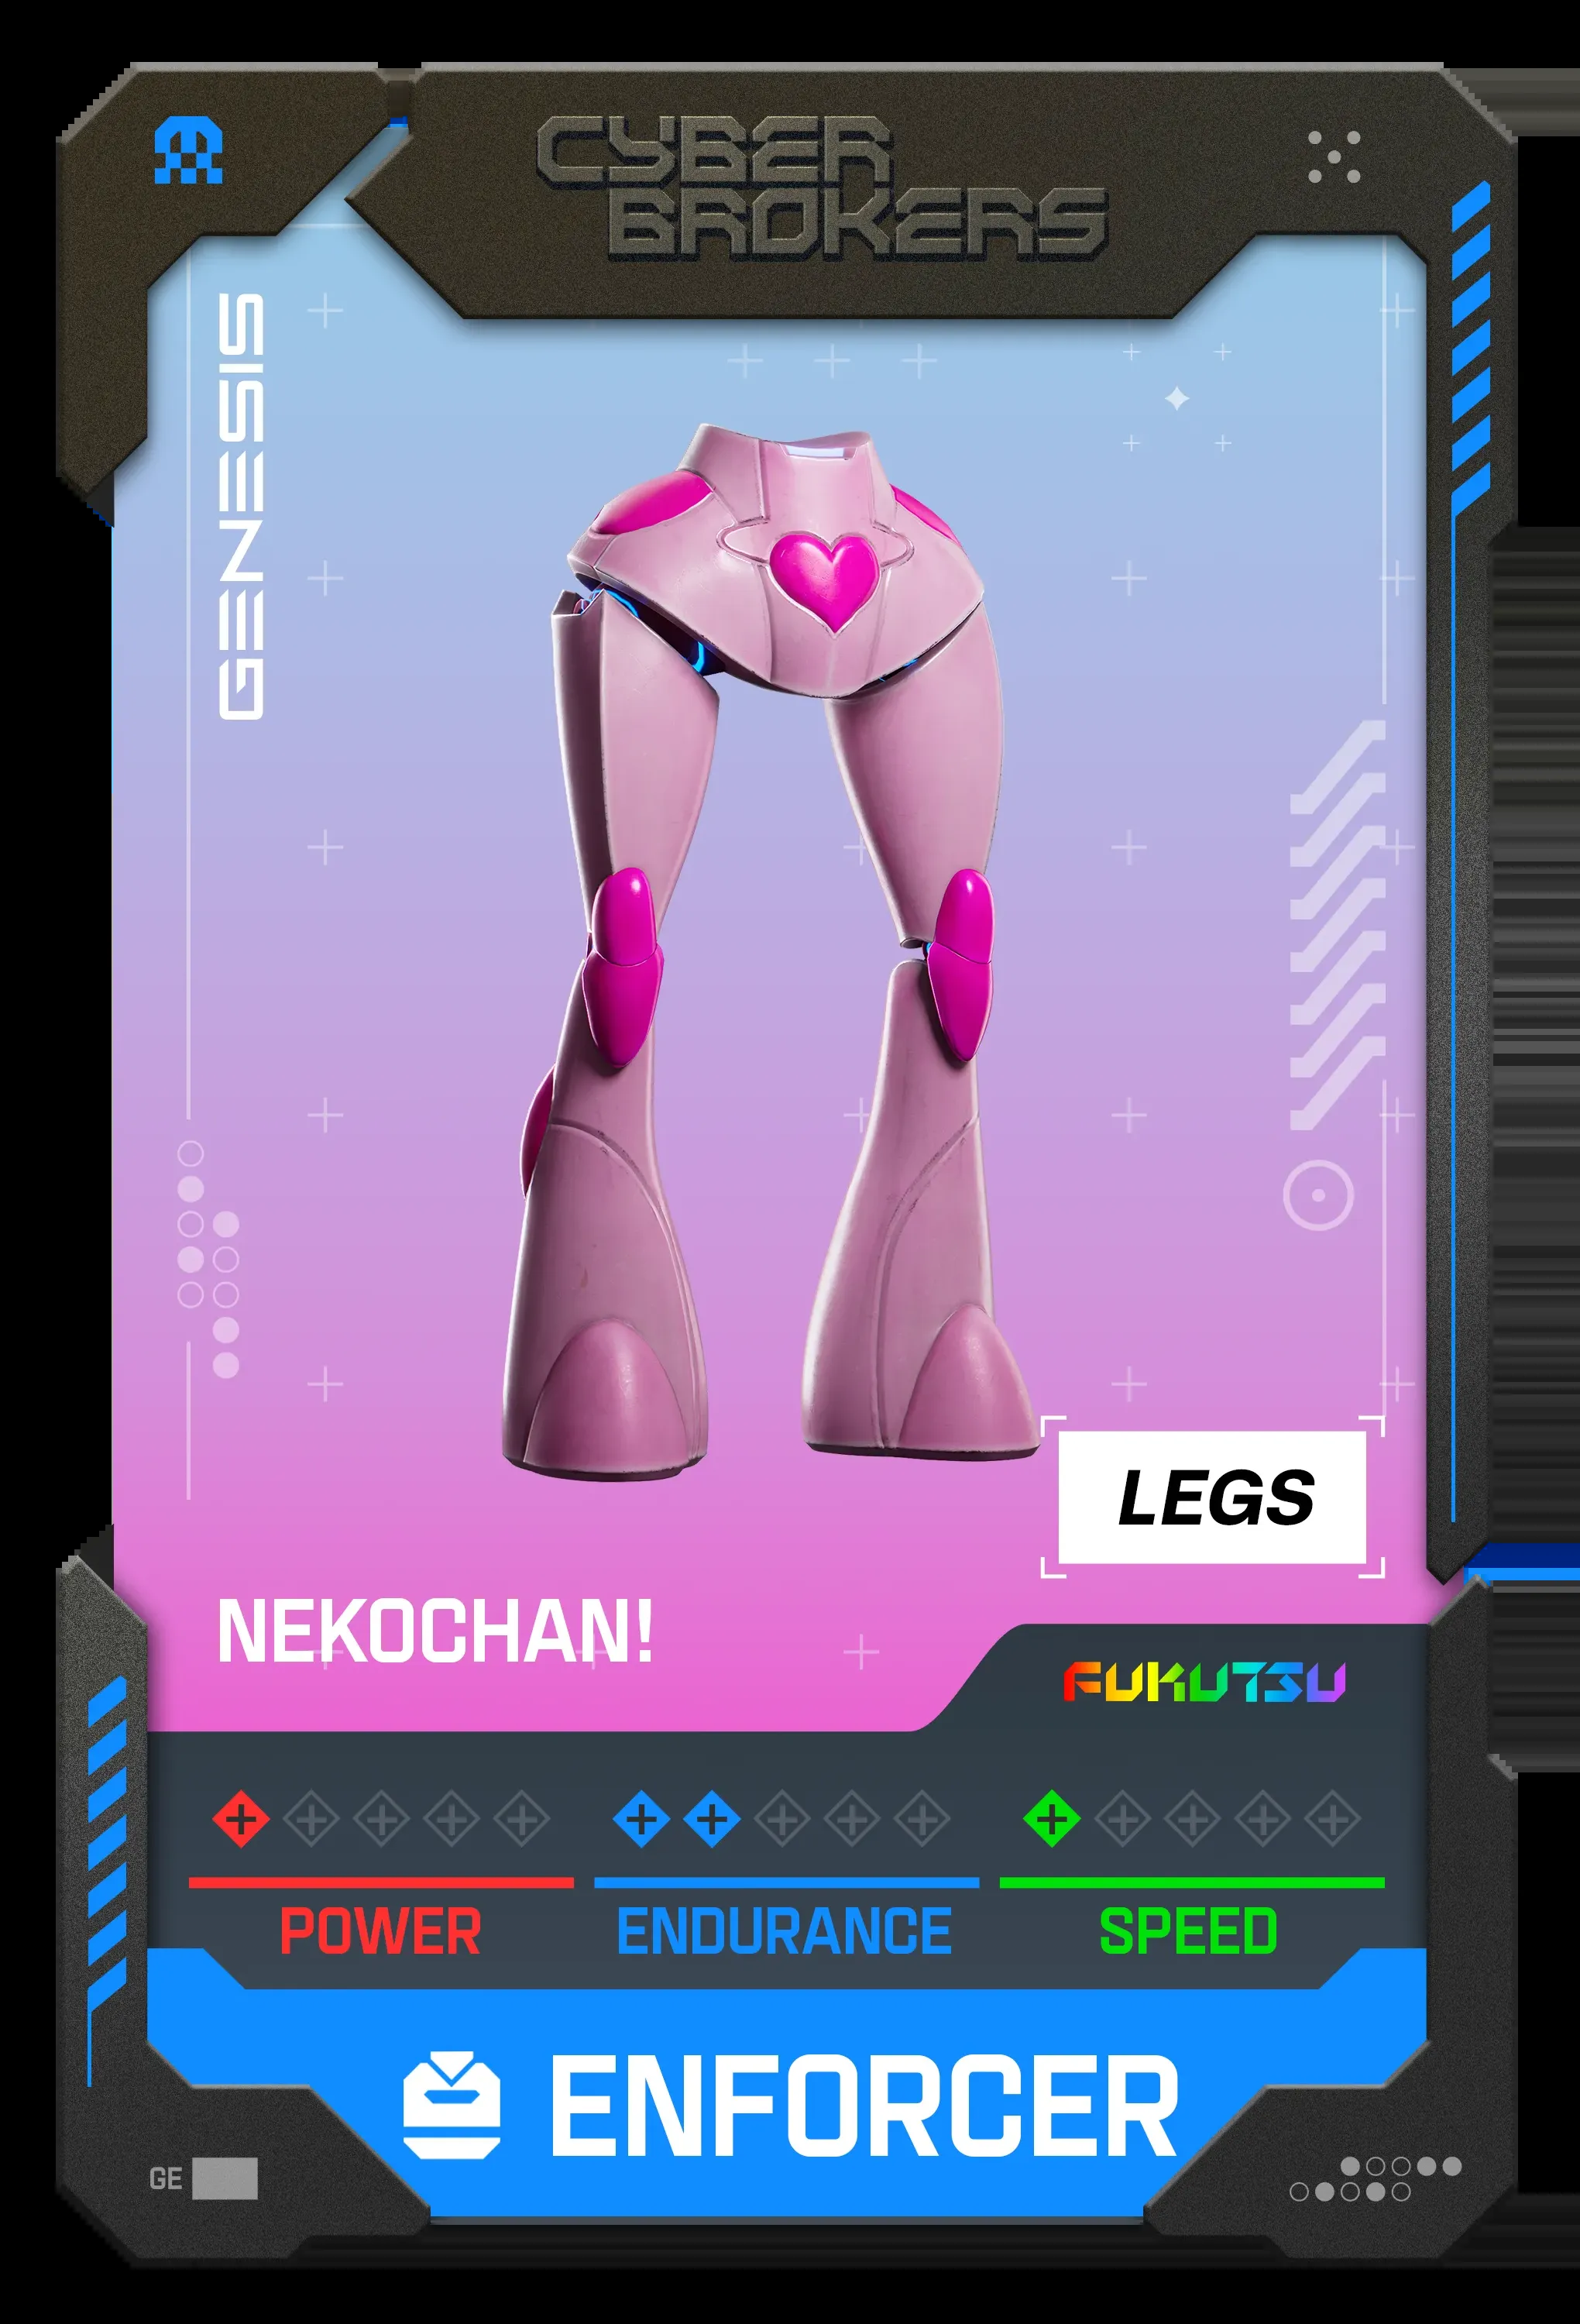 CYBER
BROKERS
GENESIS
LEGS
NEKOCHAN!
FUKUTSU
POWER
ENDURANCE
SPEED
ENFORCER
GE